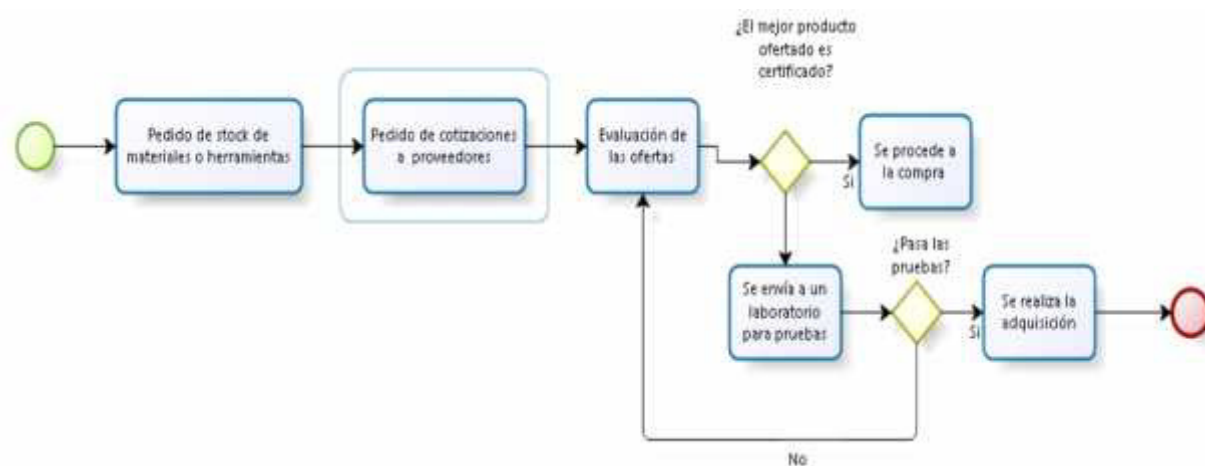 ¿El mejor producto
ofertado es
certificado?
Pedido de stock de
materiales o herramientas
Pedido de cotizaciones
a proveedores
Evaluación de
las ofertas
Se procede a
la compra
Si
¿Pasa las
pruebas?
Se envía a un
laboratorio
para pruebas
Se realiza la
adquisición
Si
No